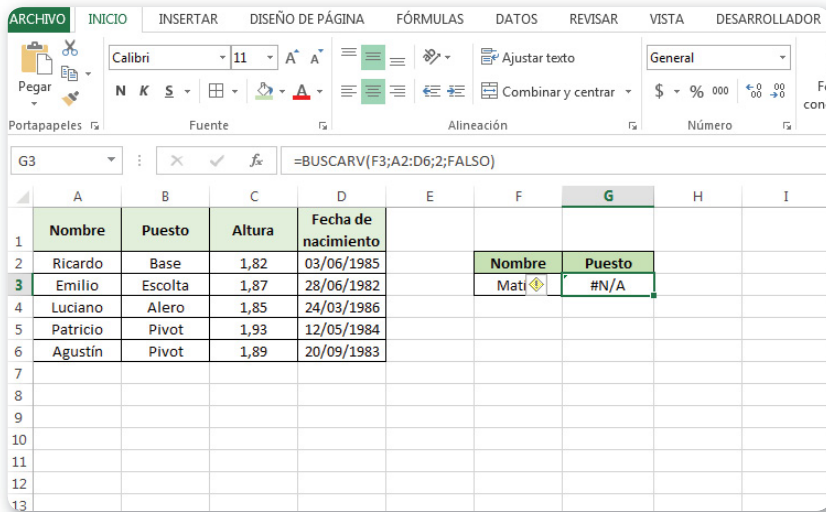 ARCHIVO INICIO INSERTAR DISEÑO DE PÁGINA FÓRMULAS DATOS REVISAR VISTA DESARROLLADOR
Calibri 11 Ajustar texto General
Pegar N K S A Combinar y centrar $ % 000
Portapapeles Fuente Alineación Número
G3 fx =BUSCARV(F3;A2:D6;2;FALSO)
A B C D E F G H I
1 Nombre Puesto Altura Fecha de
nacimiento
2 Ricardo Base 1,82 03/06/1985 Nombre Puesto
3 Emilio Escolta 1,87 28/06/1982 Mati #N/A
4 Luciano Alero 1,85 24/03/1986
5 Patricio Pivot 1,93 12/05/1984
6 Agustín Pivot 1,89 20/09/1983
7
8
9
10
11
12
13